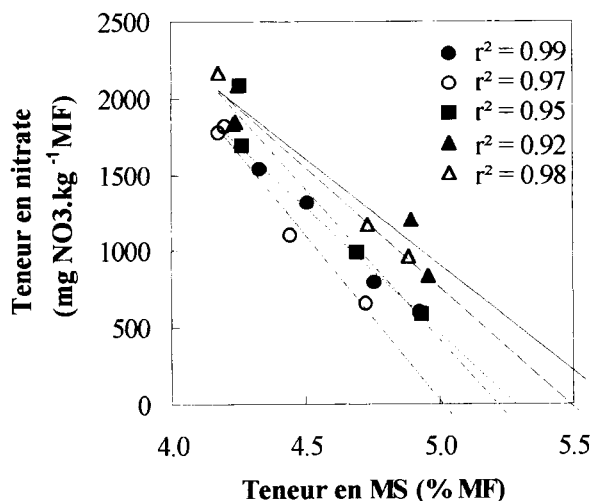 2500
2000
1500
1000
500
0
4.0 4.5 5.0 5.5
Teneur en nitrate
(mg NO3.kg⁻¹MF)
Teneur en MS (% MF)
r² = 0.99
r² = 0.97
r² = 0.95
r² = 0.92
r² = 0.98